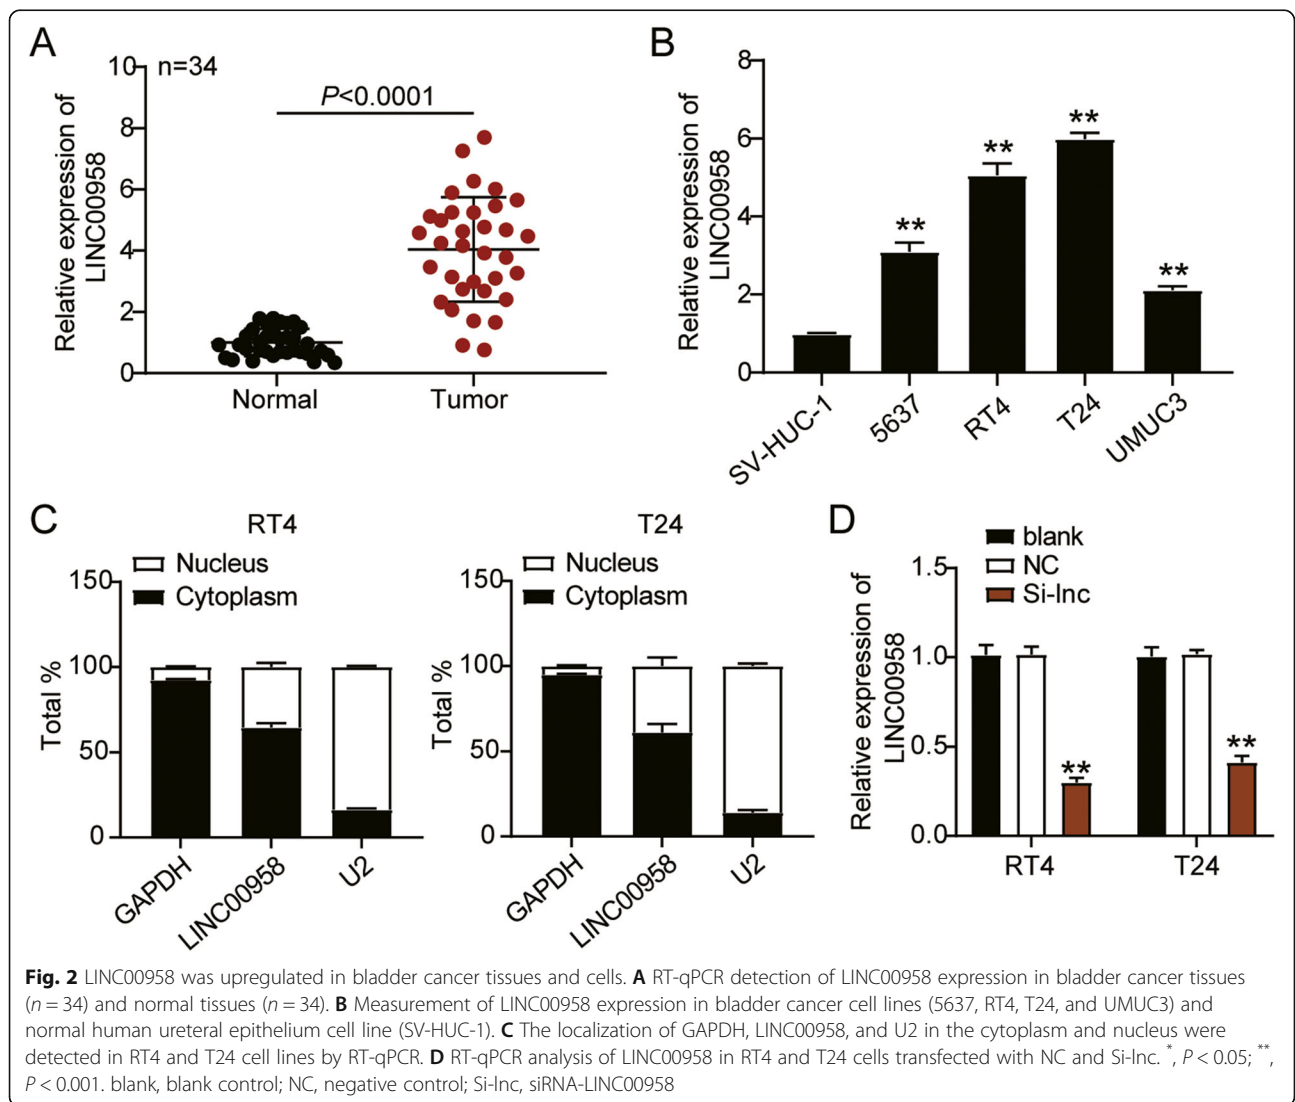 A
10
n=34
P<0.0001
8
6
4
2
0
Relative expression of
LINC00958
Normal
Tumor
B
8
6
4
2
0
Relative expression of
LINC00958
**
**
**
**
SV-HUC-1
5637
RT4
T24
UMUC3
C
RT4
Nucleus
Cytoplasm
150
100
50
0
Total %
GAPDH
LINC00958
U2
T24
Nucleus
Cytoplasm
150
100
50
0
Total %
GAPDH
LINC00958
U2
D
blank
NC
Si-lnc
1.5
1.0
0.5
0.0
Relative expression of
LINC00958
**
**
RT4
T24
Fig. 2 LINC00958 was upregulated in bladder cancer tissues and cells. A RT-qPCR detection of LINC00958 expression in bladder cancer tissues
(n = 34) and normal tissues (n = 34). B Measurement of LINC00958 expression in bladder cancer cell lines (5637, RT4, T24, and UMUC3) and
normal human ureteral epithelium cell line (SV-HUC-1). C The localization of GAPDH, LINC00958, and U2 in the cytoplasm and nucleus were
detected in RT4 and T24 cell lines by RT-qPCR. D RT-qPCR analysis of LINC00958 in RT4 and T24 cells transfected with NC and Si-lnc. *, P < 0.05; **,
P < 0.001. blank, blank control; NC, negative control; Si-lnc, siRNA-LINC00958